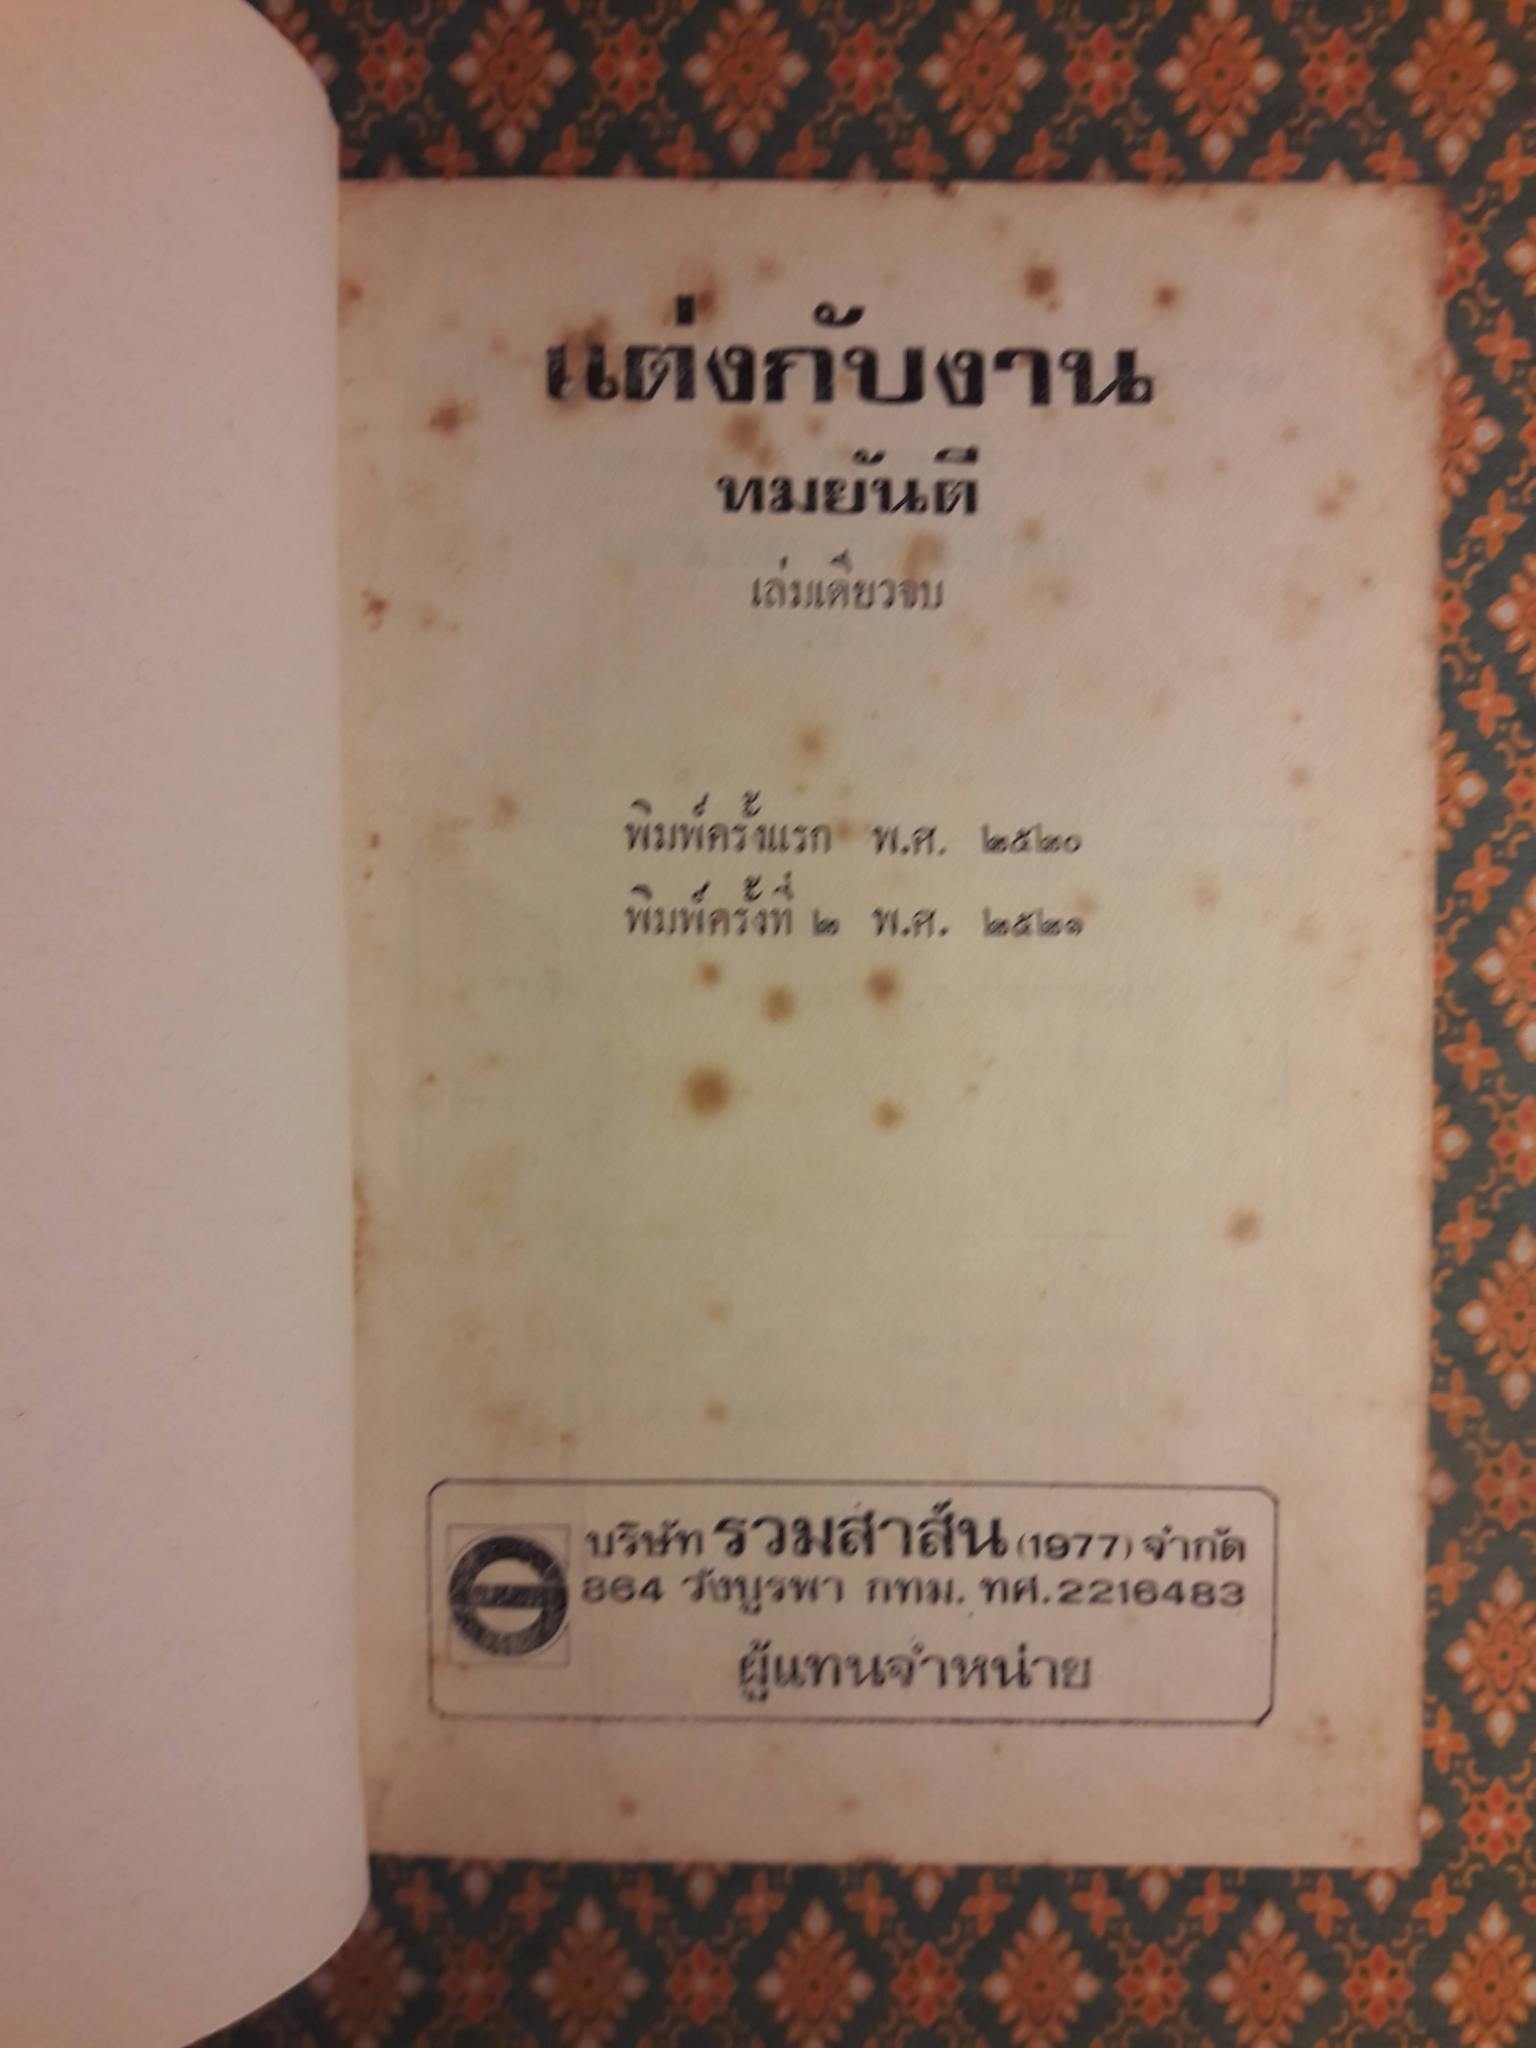 แต่งกับงาน
ทมยันตี
เล่มเดียวจบ
พิมพ์ครั้งแรก พ.ศ. ๒๕๒๐
พิมพ์ครั้งที่ ๒ พ.ศ. ๒๕๒๑
บริษัท รวมสาส์น (1977) จำกัด
864 วังบูรพา กทม. ทศ.2216483
ผู้แทนจำหน่าย